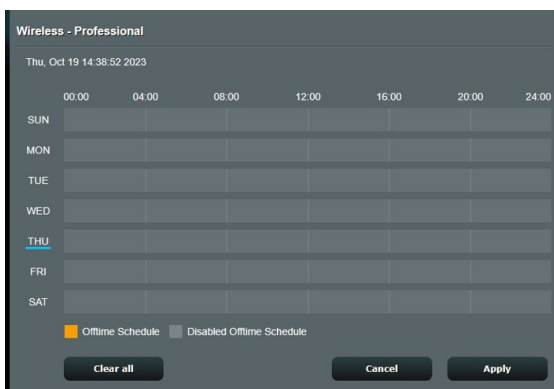 Wireless - Professional
Thu, Oct 19 14:38:52 2023
00:00 04:00 08:00 12:00 16:00 20:00 24:00
SUN
MON
TUE
WED
THU
FRI
SAT
Offtime Schedule Disabled Offtime Schedule
Clear all Cancel Apply